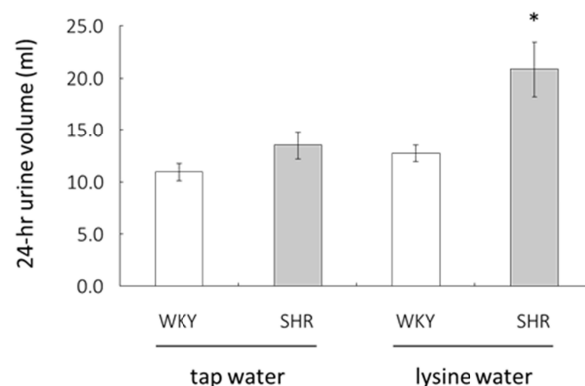 24-hr urine volume (ml)
25.0
20.0
15.0
10.0
5.0
0.0
*
WKY SHR WKY SHR
tap water lysine water